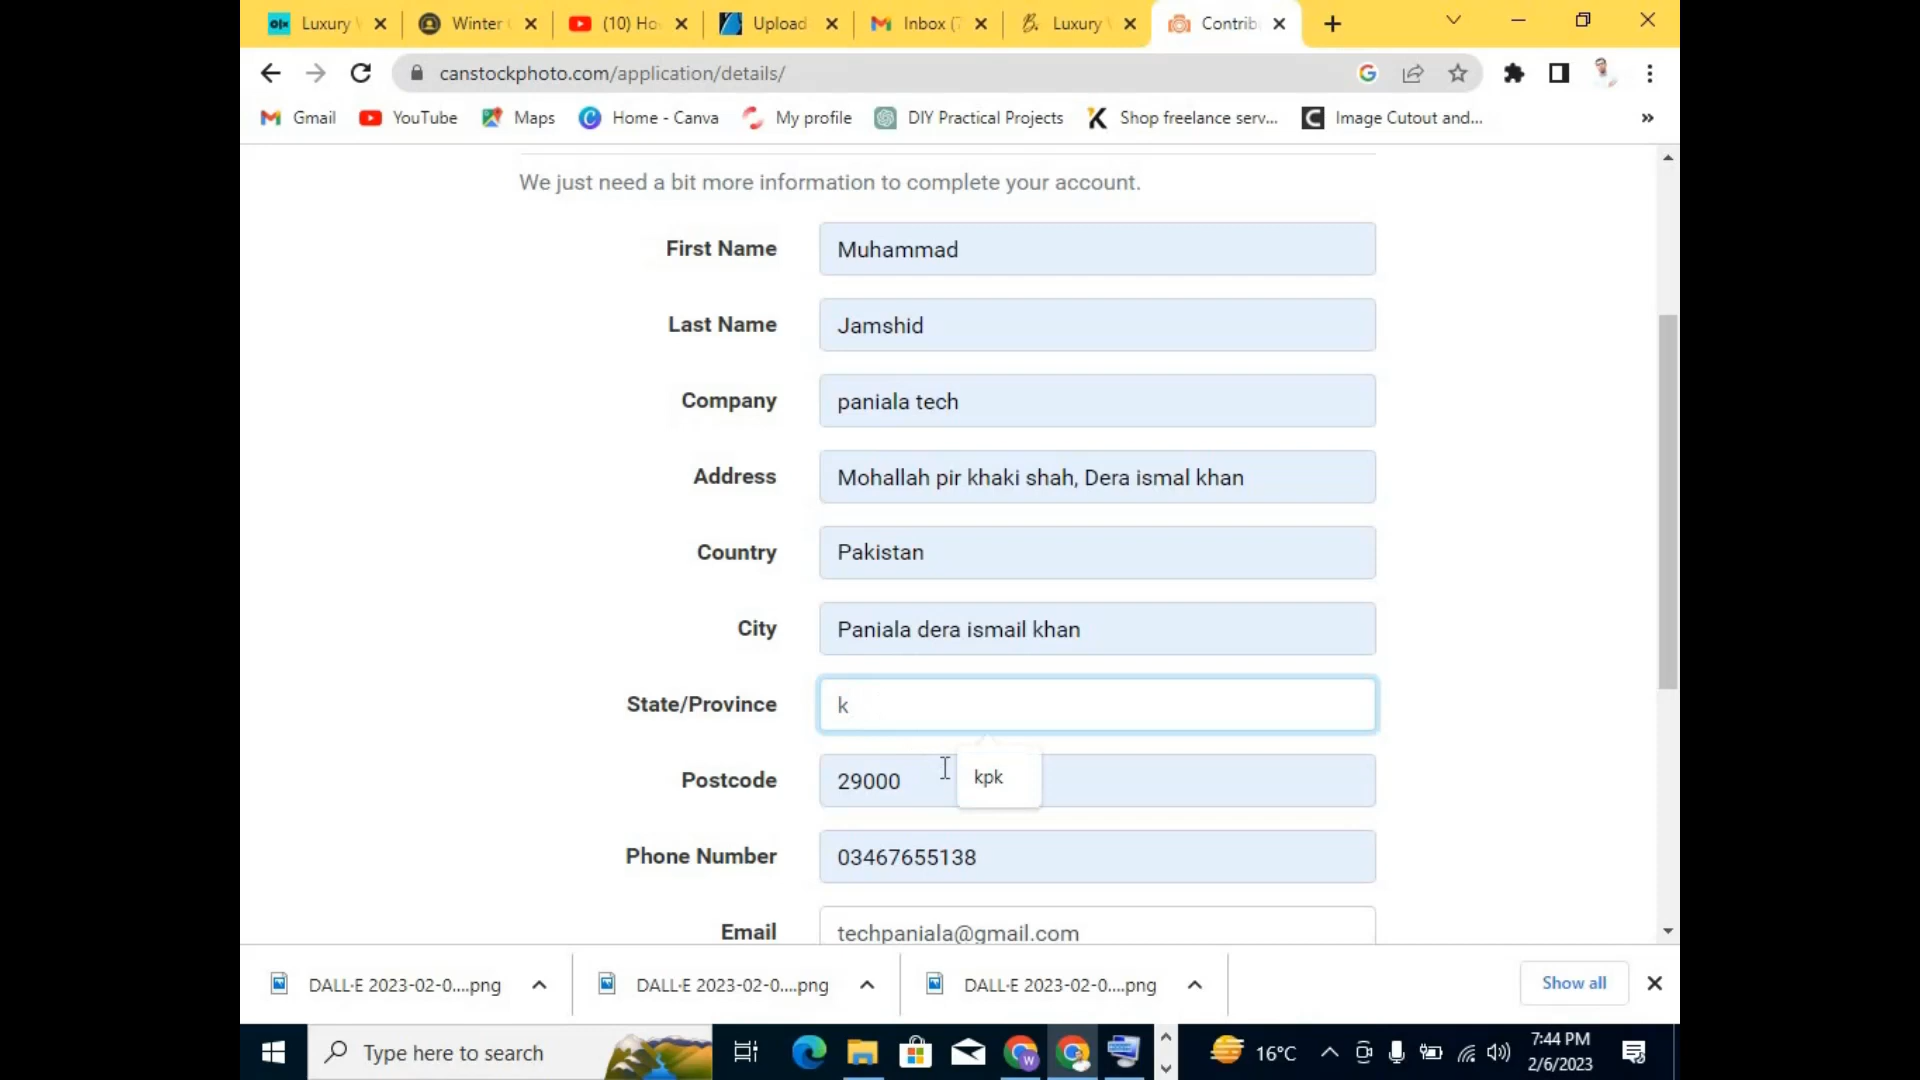 olx Luxury
Winter
(10) Ho
Upload
Inbox (
Luxury
Contrib
canstockphoto.com/application/details/
Gmail
YouTube
Maps
Home - Canva
My profile
DIY Practical Projects
Shop freelance serv...
Image Cutout and...
»
We just need a bit more information to complete your account.
First Name
Muhammad
Last Name
Jamshid
Company
paniala tech
Address
Mohallah pir khaki shah, Dera ismal khan
Country
Pakistan
City
Paniala dera ismail khan
State/Province
k
kpk
Postcode
29000
Phone Number
03467655138
Email
techpaniala@gmail.com
DALL·E 2023-02-0....png
DALL·E 2023-02-0....png
DALL·E 2023-02-0....png
Show all
Type here to search
16°C
7:44 PM
2/6/2023